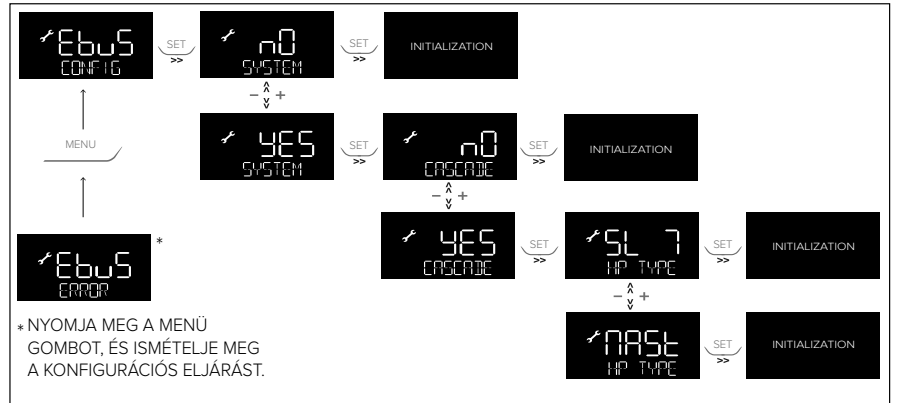 EbuS
CONFIG
SET
>>
nO
SYSTEM
SET
>>
INITIALIZATION
- +
MENU
YES
SYSTEM
SET
>>
nO
CASCADE
SET
>>
INITIALIZATION
- +
EbuS
ERROR
*
YES
CASCADE
SET
>>
SL 7
HP TYPE
SET
>>
INITIALIZATION
- +
* NYOMJA MEG A MENÜ
GOMBOT, ÉS ISMÉTELJE MEG
A KONFIGURÁCIÓS ELJÁRÁST.
MASt
HP TYPE
SET
>>
INITIALIZATION